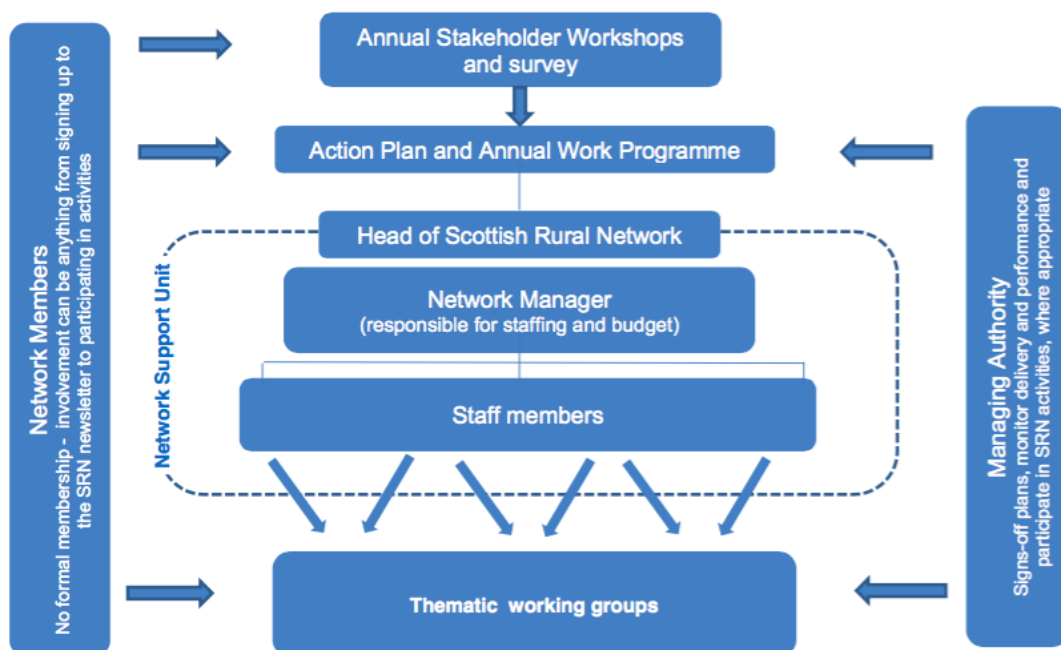 Annual Stakeholder Workshops
and survey
Action Plan and Annual Work Programme
Head of Scottish Rural Network
Network Manager
(responsible for staffing and budget)
Staff members
Thematic working groups
Network Support Unit
Network Members
No formal membership - involvement can be anything from signing up to
the SRN newsletter to participating in activities
Managing Authority
Signs-off plans, monitor delivery and perfomance and
participate in SRN activities, where appropriate